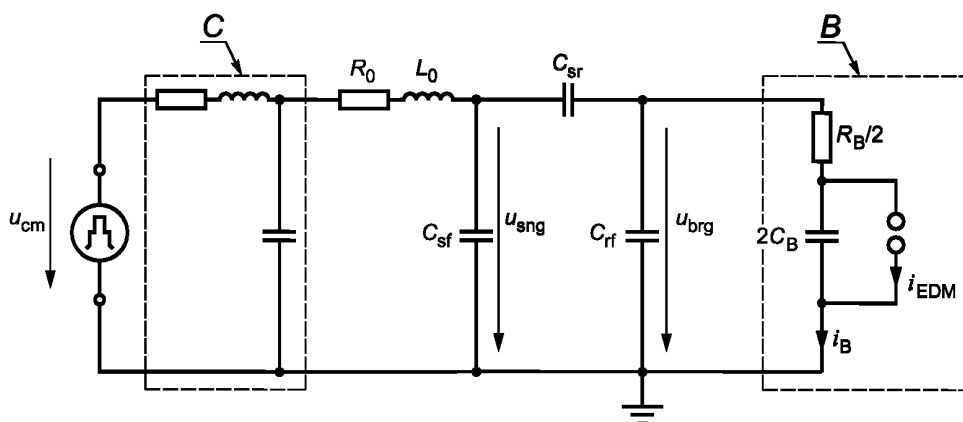 C
B
R0
L0
Csr
RB/2
ucm
Csf
usng
Crf
ubrg
2CB
iEDM
iB